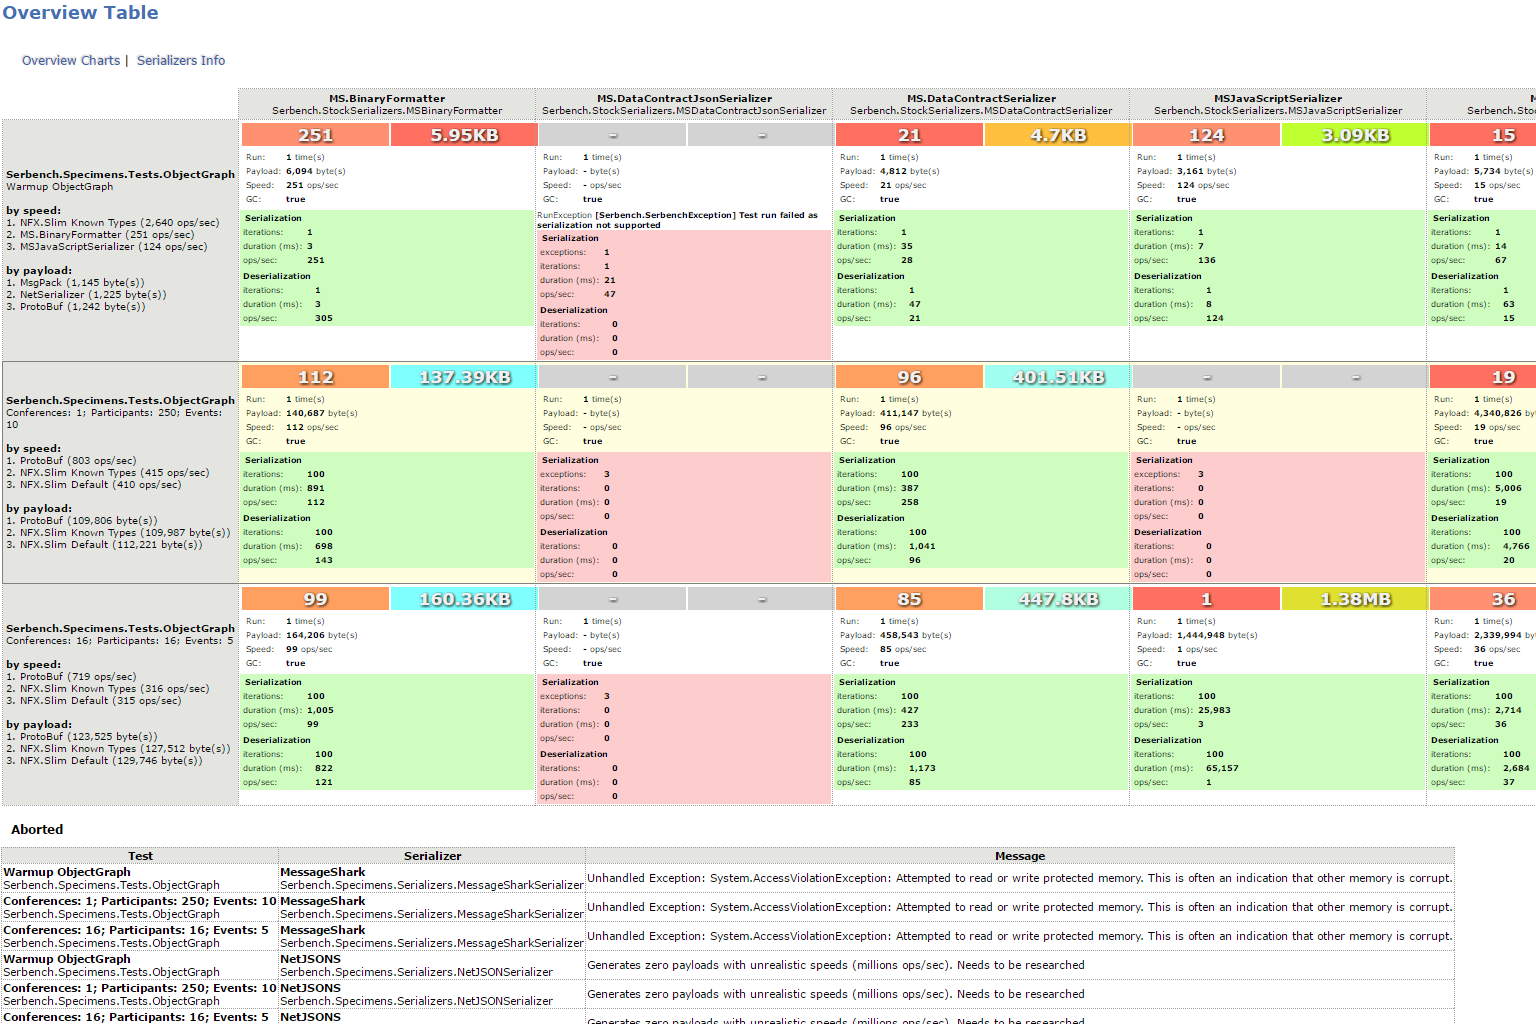 Overview Table
Overview Charts | Serializers Info
MS.BinaryFormatter
Serbench.StockSerializers.MSBinaryFormatter
MS.DataContractJsonSerializer
Serbench.StockSerializers.MSDataContractJsonSerializer
MS.DataContractSerializer
Serbench.StockSerializers.MSDataContractSerializer
MSJavaScriptSerializer
Serbench.StockSerializers.MSJavaScriptSerializer
Serbench.Specimens.Tests.ObjectGraph
Warmup ObjectGraph
by speed:
1. NFX.Slim Known Types (2,640 ops/sec)
2. MS.BinaryFormatter (251 ops/sec)
3. MSJavaScriptSerializer (124 ops/sec)
by payload:
1. MsgPack (1,145 byte(s))
2. NetSerializer (1,225 byte(s))
3. ProtoBuf (1,242 byte(s))
251 5.95KB
Run: 1 time(s)
Payload: 6,094 byte(s)
Speed: 251 ops/sec
GC: true
Serialization
iterations: 1
duration (ms): 3
ops/sec: 251
Deserialization
iterations: 1
duration (ms): 3
ops/sec: 305
- -
Run: 1 time(s)
Payload: - byte(s)
Speed: - ops/sec
GC: true
RunException [Serbench.SerbenchException] Test run failed as
serialization not supported
Serialization
exceptions: 1
iterations: 1
duration (ms): 21
ops/sec: 47
Deserialization
iterations: 0
duration (ms): 0
ops/sec: 0
21 4.7KB
Run: 1 time(s)
Payload: 4,812 byte(s)
Speed: 21 ops/sec
GC: true
Serialization
iterations: 1
duration (ms): 35
ops/sec: 28
Deserialization
iterations: 1
duration (ms): 47
ops/sec: 21
124 3.09KB
Run: 1 time(s)
Payload: 3,161 byte(s)
Speed: 124 ops/sec
GC: true
Serialization
iterations: 1
duration (ms): 7
ops/sec: 136
Deserialization
iterations: 1
duration (ms): 8
ops/sec: 124
15
Run: 1 time(s)
Payload: 5,734 byte(s)
Speed: 15 ops/sec
GC: true
Serialization
iterations: 1
duration (ms): 14
ops/sec: 67
Deserialization
iterations: 1
duration (ms): 63
ops/sec: 15
Serbench.Specimens.Tests.ObjectGraph
Conferences: 1; Participants: 250; Events:
10
by speed:
1. ProtoBuf (803 ops/sec)
2. NFX.Slim Known Types (415 ops/sec)
3. NFX.Slim Default (410 ops/sec)
by payload:
1. ProtoBuf (109,806 byte(s))
2. NFX.Slim Known Types (109,987 byte(s))
3. NFX.Slim Default (112,221 byte(s))
112 137.39KB
Run: 1 time(s)
Payload: 140,687 byte(s)
Speed: 112 ops/sec
GC: true
Serialization
iterations: 100
duration (ms): 891
ops/sec: 112
Deserialization
iterations: 100
duration (ms): 698
ops/sec: 143
- -
Run: 1 time(s)
Payload: - byte(s)
Speed: - ops/sec
GC: true
Serialization
exceptions: 3
iterations: 0
duration (ms): 0
ops/sec: 0
Deserialization
iterations: 0
duration (ms): 0
ops/sec: 0
96 401.51KB
Run: 1 time(s)
Payload: 411,147 byte(s)
Speed: 96 ops/sec
GC: true
Serialization
iterations: 100
duration (ms): 387
ops/sec: 258
Deserialization
iterations: 100
duration (ms): 1,041
ops/sec: 96
- -
Run: 1 time(s)
Payload: - byte(s)
Speed: - ops/sec
GC: true
Serialization
exceptions: 3
iterations: 0
duration (ms): 0
ops/sec: 0
Deserialization
iterations: 0
duration (ms): 0
ops/sec: 0
19
Run: 1 time(s)
Payload: 4,340,826
Speed: 19 ops/sec
GC: true
Serialization
iterations: 100
duration (ms): 5,006
ops/sec: 19
Deserialization
iterations: 100
duration (ms): 4,766
ops/sec: 20
Serbench.Specimens.Tests.ObjectGraph
Conferences: 16; Participants: 16; Events: 5
by speed:
1. ProtoBuf (719 ops/sec)
2. NFX.Slim Known Types (316 ops/sec)
3. NFX.Slim Default (315 ops/sec)
by payload:
1. ProtoBuf (123,525 byte(s))
2. NFX.Slim Known Types (127,512 byte(s))
3. NFX.Slim Default (129,746 byte(s))
99 160.36KB
Run: 1 time(s)
Payload: 164,206 byte(s)
Speed: 99 ops/sec
GC: true
Serialization
iterations: 100
duration (ms): 1,005
ops/sec: 99
Deserialization
iterations: 100
duration (ms): 822
ops/sec: 121
- -
Run: 1 time(s)
Payload: - byte(s)
Speed: - ops/sec
GC: true
Serialization
exceptions: 3
iterations: 0
duration (ms): 0
ops/sec: 0
Deserialization
iterations: 0
duration (ms): 0
ops/sec: 0
85 447.8KB
Run: 1 time(s)
Payload: 458,543 byte(s)
Speed: 85 ops/sec
GC: true
Serialization
iterations: 100
duration (ms): 427
ops/sec: 233
Deserialization
iterations: 100
duration (ms): 1,173
ops/sec: 85
1 1.38MB
Run: 1 time(s)
Payload: 1,444,948 byte(s)
Speed: 1 ops/sec
GC: true
Serialization
iterations: 100
duration (ms): 25,983
ops/sec: 3
Deserialization
iterations: 100
duration (ms): 65,157
ops/sec: 1
36
Run: 1 time(s)
Payload: 2,339,994
Speed: 36 ops/sec
GC: true
Serialization
iterations: 100
duration (ms): 2,714
ops/sec: 36
Deserialization
iterations: 100
duration (ms): 2,684
ops/sec: 37
Aborted
Test Serializer Message
Warmup ObjectGraph
Serbench.Specimens.Tests.ObjectGraph
MessageShark
Serbench.Specimens.Serializers.MessageSharkSerializer
Unhandled Exception: System.AccessViolationException: Attempted to read or write protected memory. This is often an indication that other memory is corrupt.
Conferences: 1; Participants: 250; Events: 10
Serbench.Specimens.Tests.ObjectGraph
MessageShark
Serbench.Specimens.Serializers.MessageSharkSerializer
Unhandled Exception: System.AccessViolationException: Attempted to read or write protected memory. This is often an indication that other memory is corrupt.
Conferences: 16; Participants: 16; Events: 5
Serbench.Specimens.Tests.ObjectGraph
MessageShark
Serbench.Specimens.Serializers.MessageSharkSerializer
Unhandled Exception: System.AccessViolationException: Attempted to read or write protected memory. This is often an indication that other memory is corrupt.
Warmup ObjectGraph
Serbench.Specimens.Tests.ObjectGraph
NetJSONS
Serbench.Specimens.Serializers.NetJSONSerializer
Generates zero payloads with unrealistic speeds (millions ops/sec). Needs to be researched
Conferences: 1; Participants: 250; Events: 10
Serbench.Specimens.Tests.ObjectGraph
NetJSONS
Serbench.Specimens.Serializers.NetJSONSerializer
Generates zero payloads with unrealistic speeds (millions ops/sec). Needs to be researched
Conferences: 16; Participants: 16; Events: 5
NetJSONS
Generates zero payloads with unrealistic speeds (millions ops/sec). Needs to be researched